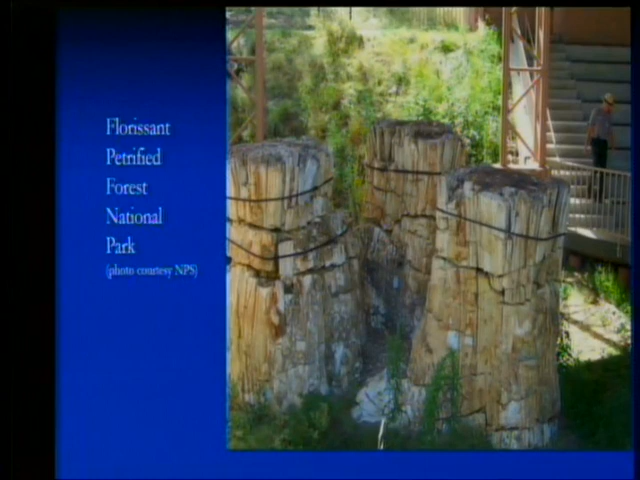 Florissant
Petrified
Forest
National
Park
(photo courtesy NPS)